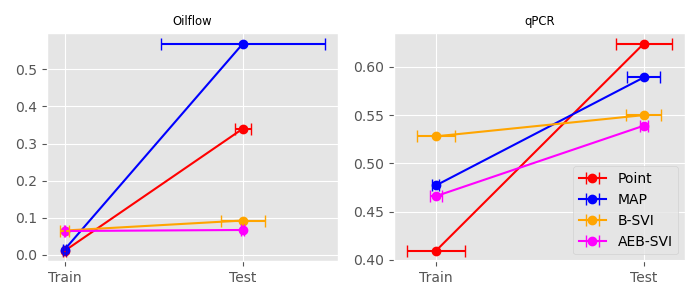 Oilflow
0.5
0.4
0.3
0.2
0.1
0.0
Train
Test
qPCR
0.60
0.55
0.50
0.45
0.40
Train
Test
Point
MAP
B-SVI
AEB-SVI